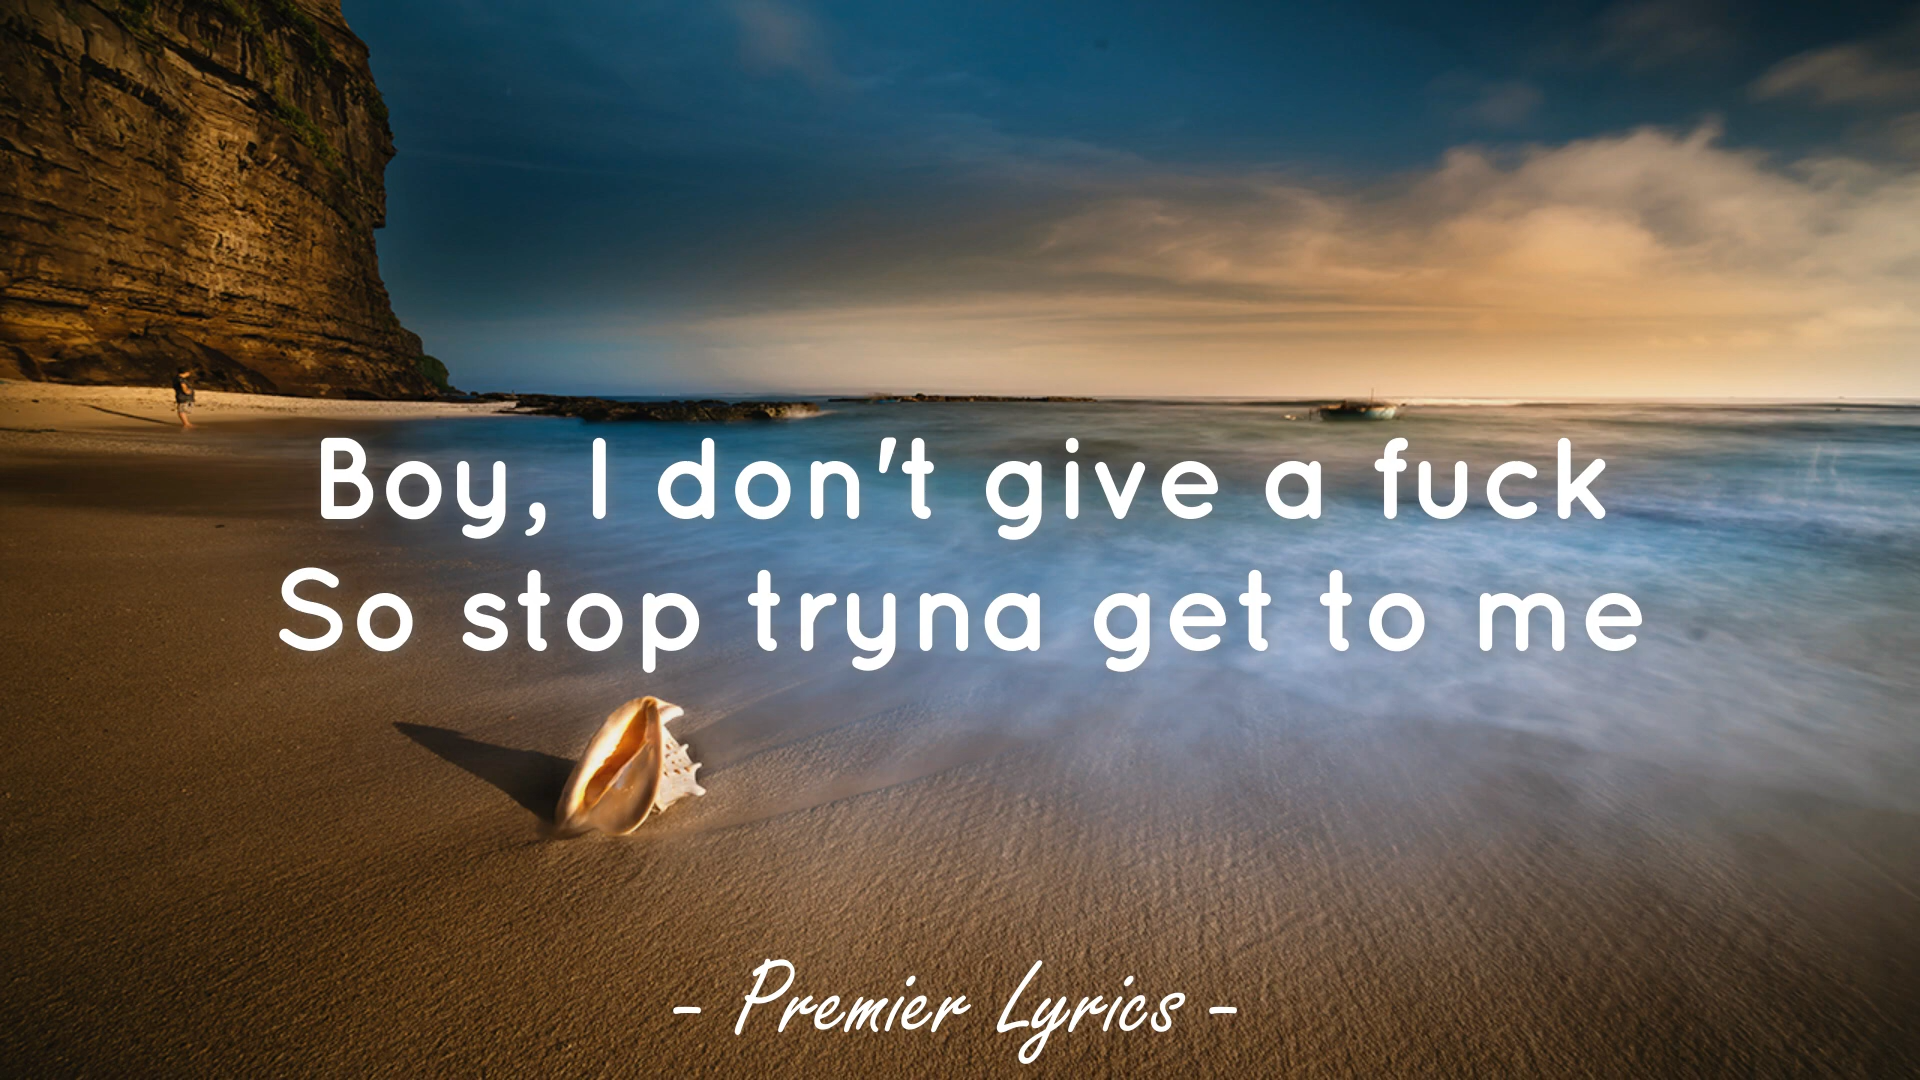 Boy, I don't give a fuck
So stop tryna get to me
- Premier Lyrics -